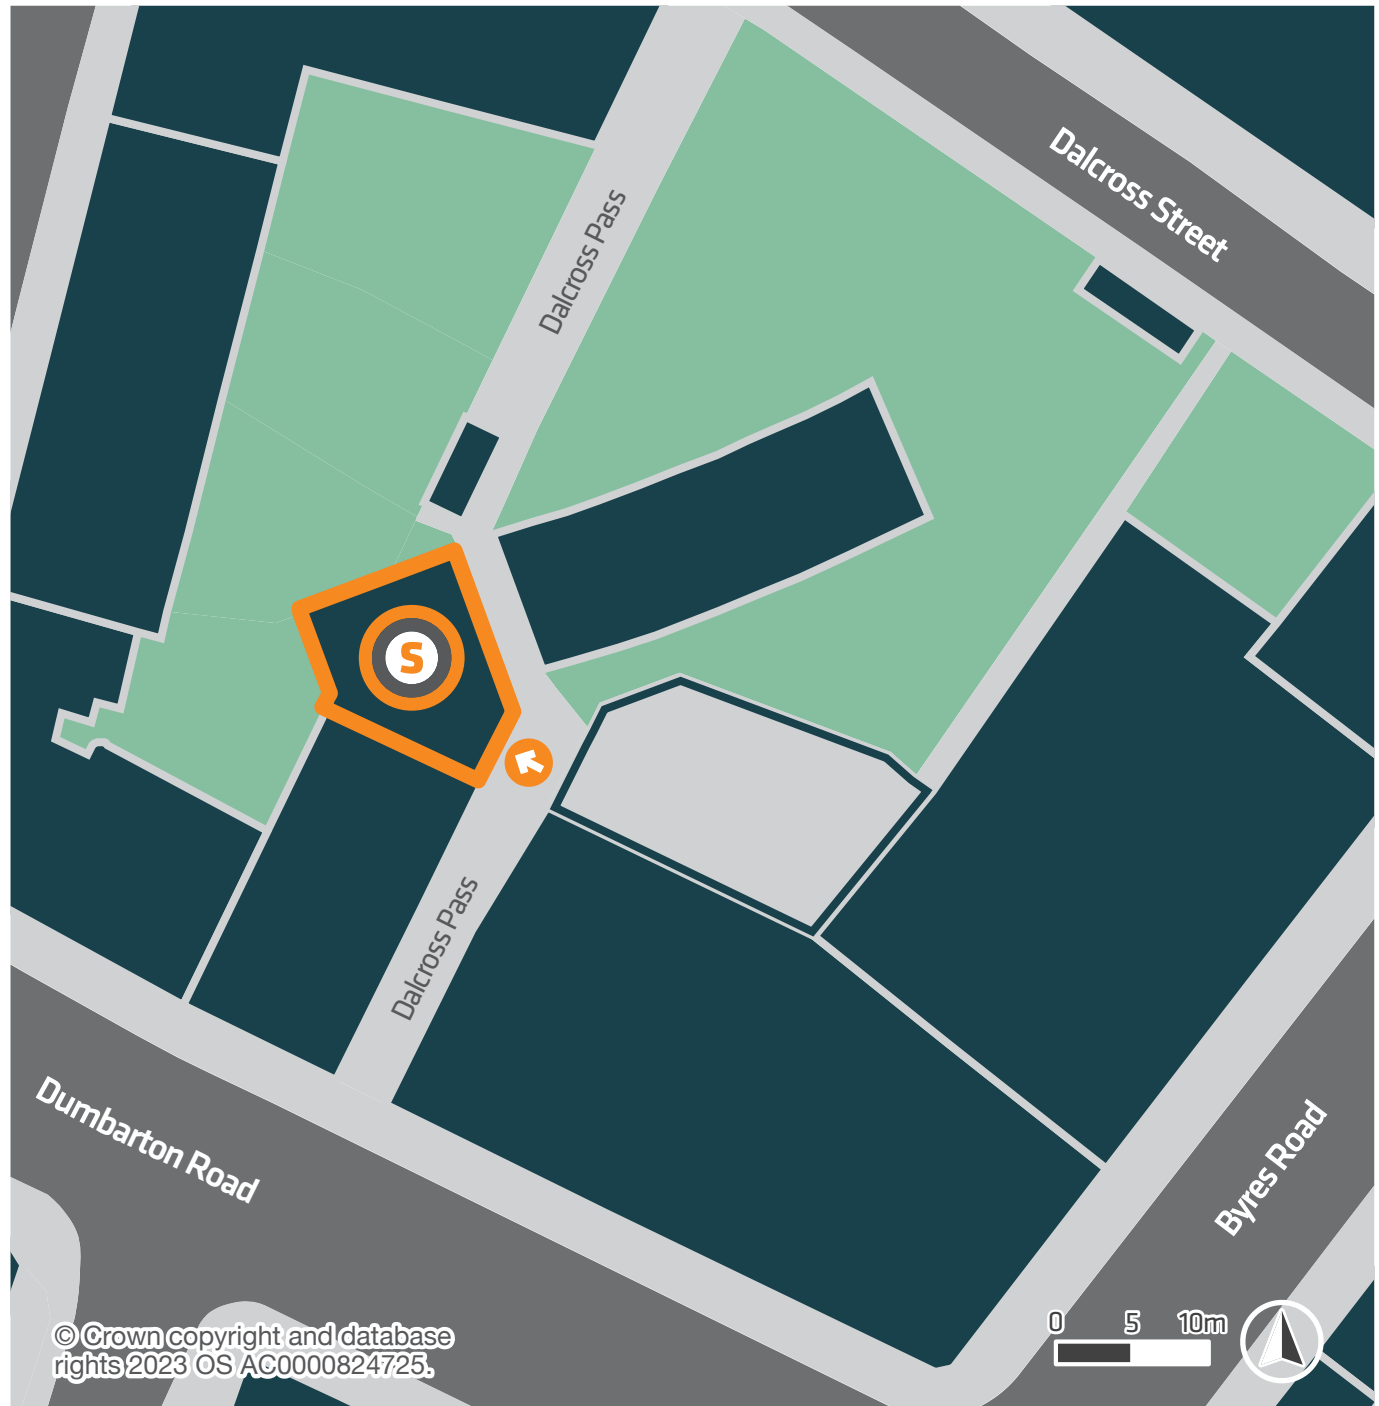 Dalcross Street
Dalcross Pass
S
Dalcross Pass
Dumbarton Road
Byres Road
0 5 10m
© Crown copyright and database
rights 2023 OS AC0000824725.